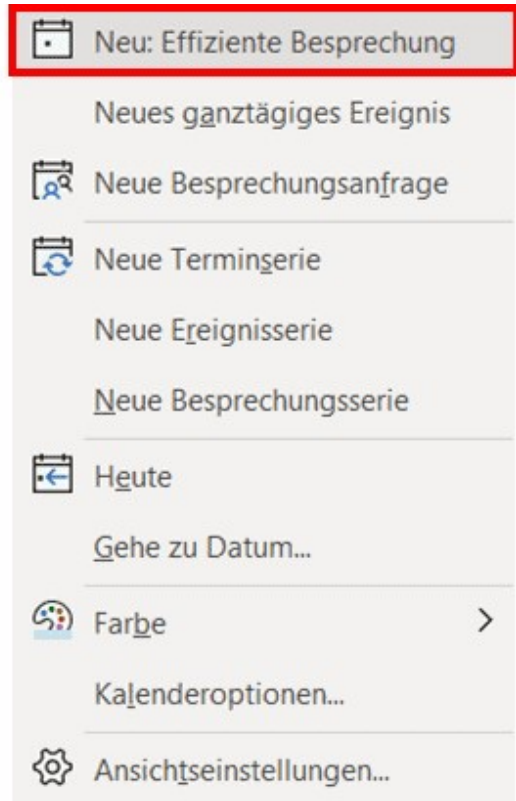 Neu: Effiziente Besprechung
Neues ganztägiges Ereignis
Neue Besprechungsanfrage
Neue Terminserie
Neue Ereignisserie
Neue Besprechungsserie
Heute
Gehe zu Datum...
Farbe
Kalenderoptionen...
Ansichtseinstellungen...